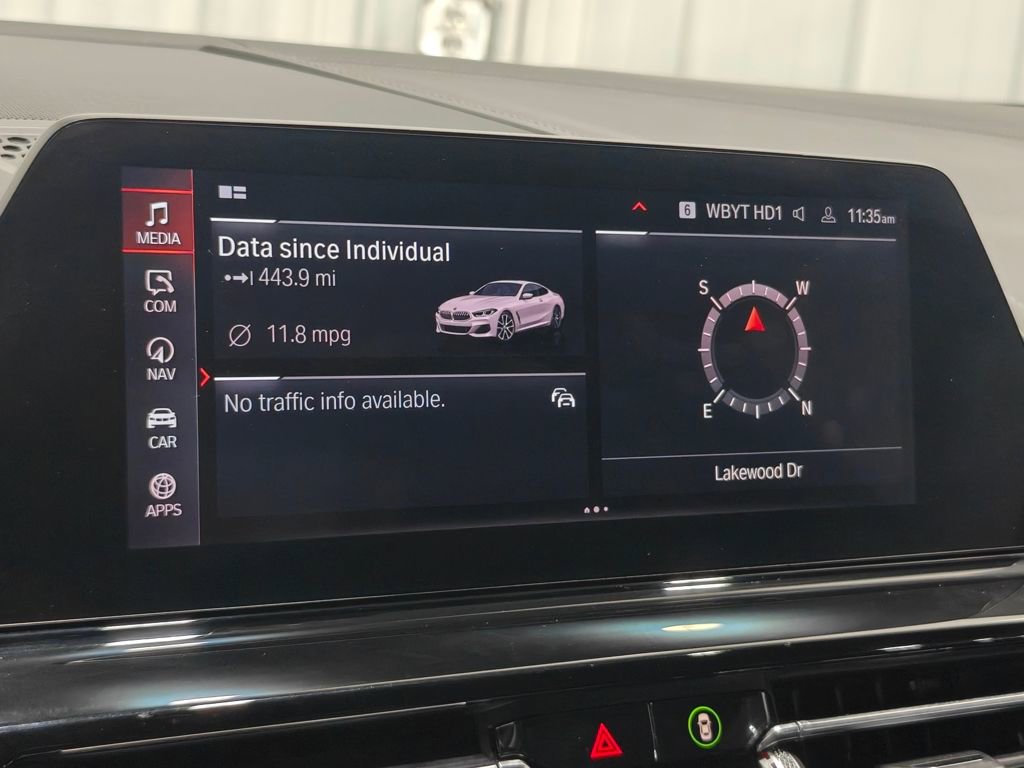 6 WBYT HD1 11:35am
MEDIA
COM
NAV
CAR
APPS
Data since Individual
443.9 mi
11.8 mpg
No traffic info available.
S W
E N
Lakewood Dr